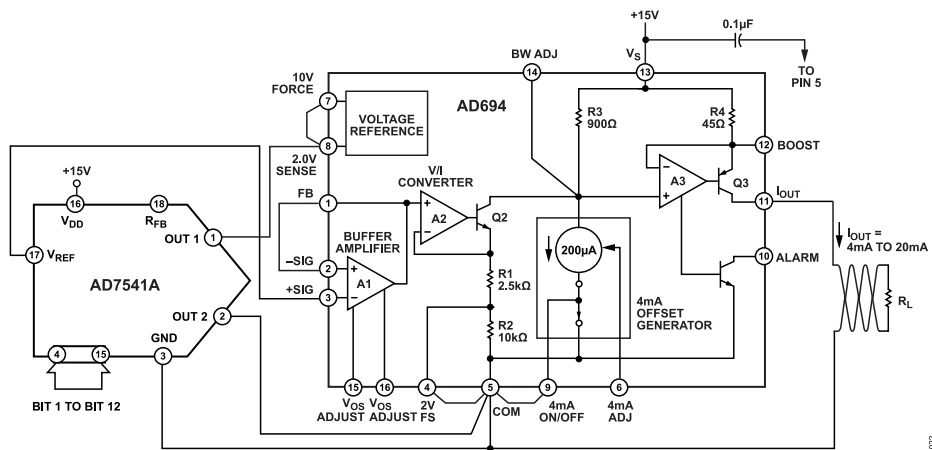 +15V
0.1µF
TO
PIN 5
V_S
BW ADJ
14
13
10V
FORCE
7
AD694
VOLTAGE
REFERENCE
R3
900Ω
R4
45Ω
8
2.0V
SENSE
12
BOOST
+15V
16
V_DD
18
R_FB
FB
1
V/I
CONVERTER
A2
Q2
A3
Q3
I_OUT
11
OUT 1
1
17
V_REF
BUFFER
AMPLIFIER
–SIG
2
A1
+SIG
3
+
–
+
–
–
+
200µA
I_OUT =
4mA TO 20mA
10
ALARM
AD7541A
OUT 2
2
R1
2.5kΩ
R2
10kΩ
4mA
OFFSET
GENERATOR
R_L
GND
3
4
15
BIT 1 TO BIT 12
15
16
4
5
9
6
V_OS
ADJUST
V_OS
ADJUST
2V
FS
COM
4mA
ON/OFF
4mA
ADJ
022